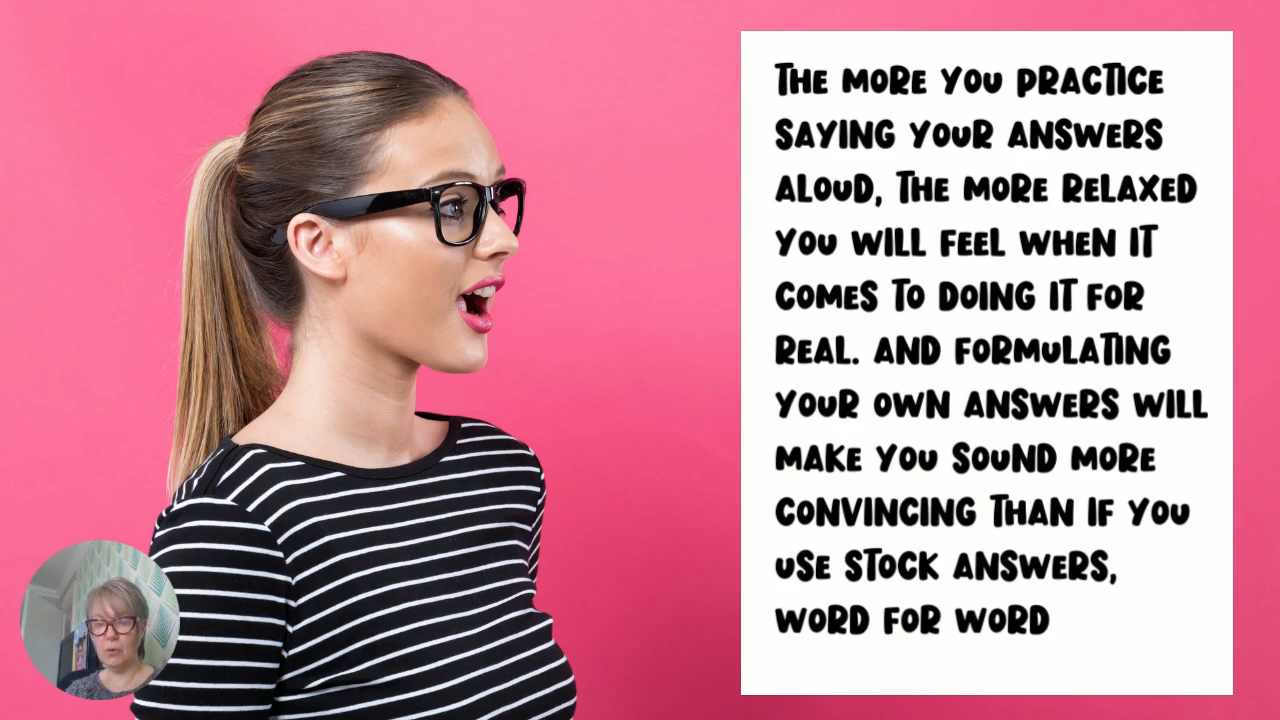 THE MORE YOU PRACTICE
SAYING YOUR ANSWERS
ALOUD, THE MORE RELAXED
YOU WILL FEEL WHEN IT
COMES TO DOING IT FOR
REAL. AND FORMULATING
YOUR OWN ANSWERS WILL
MAKE YOU SOUND MORE
CONVINCING THAN IF YOU
USE STOCK ANSWERS,
WORD FOR WORD